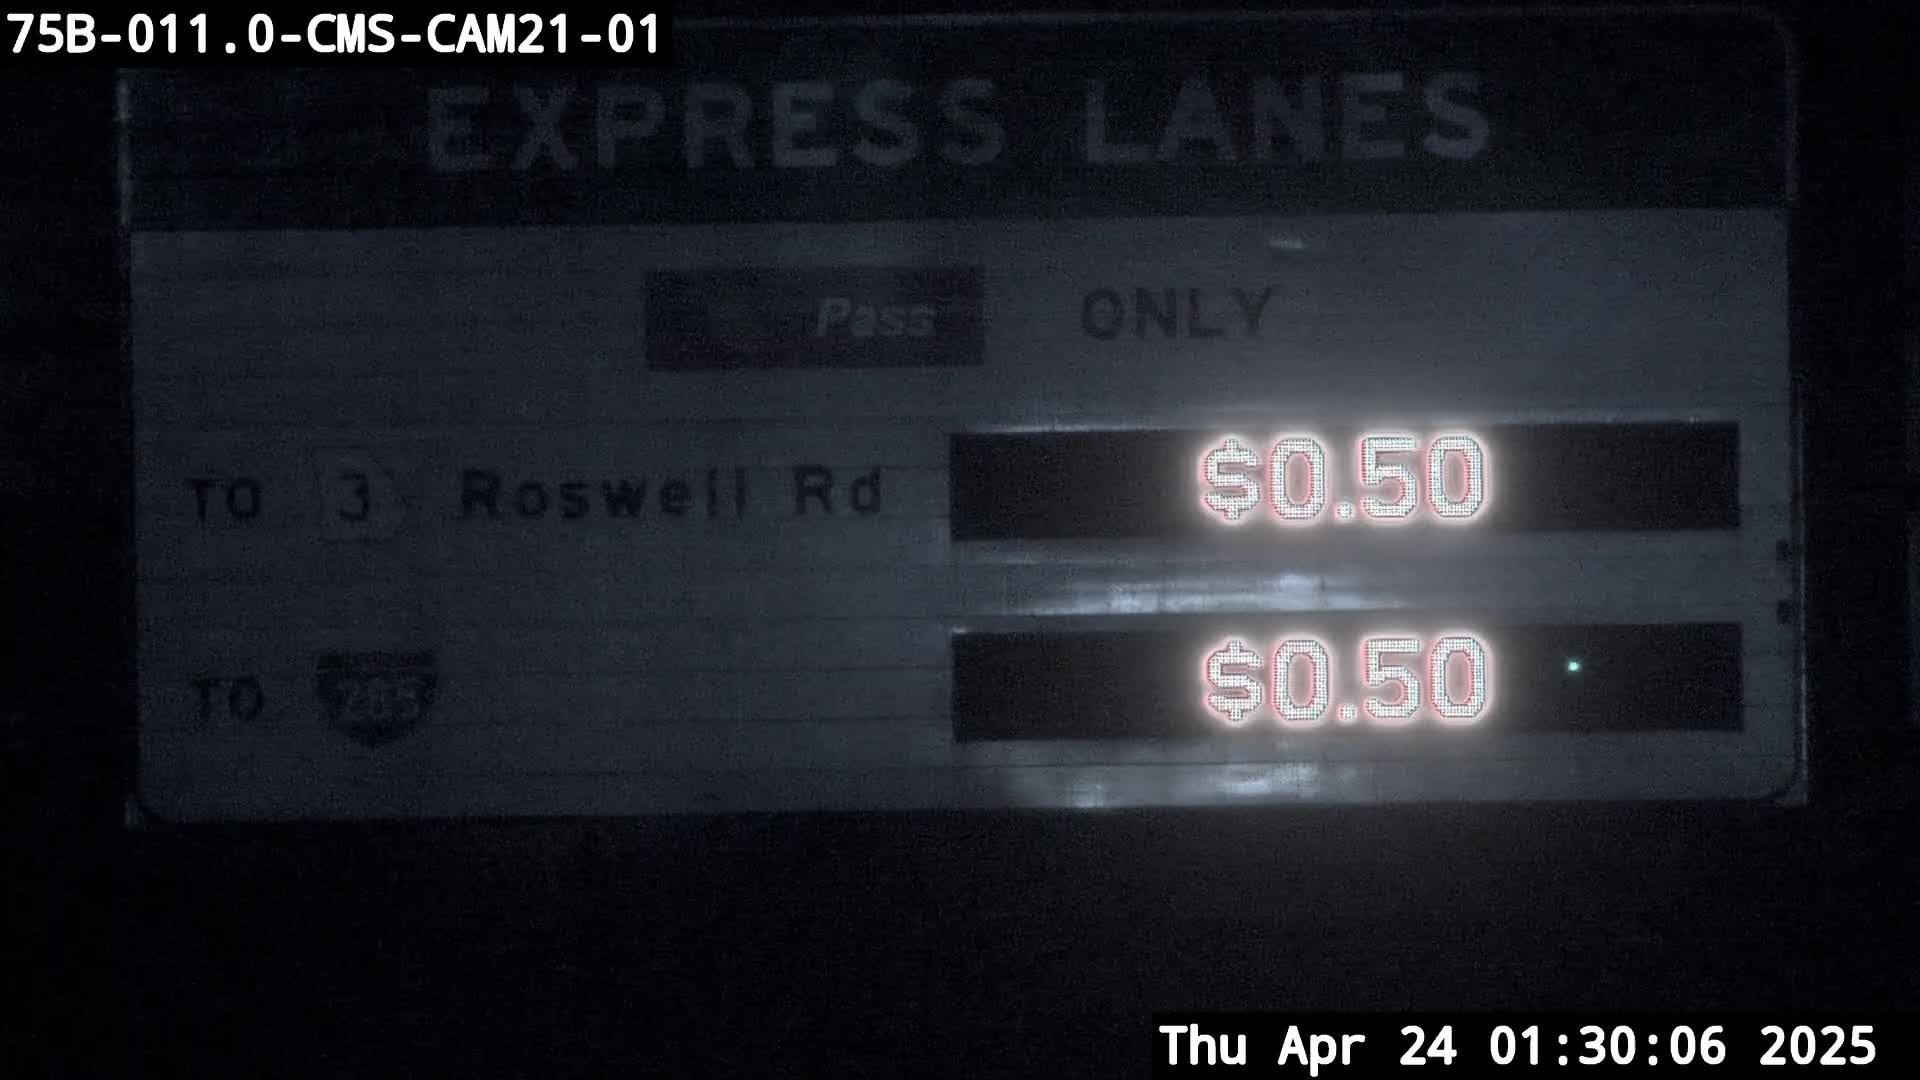 75B-011.0-CMS-CAM21-01
EXPRESS LANES
Pass ONLY
TO 3 Roswell Rd $0.50
TO 285 $0.50
Thu Apr 24 01:30:06 2025